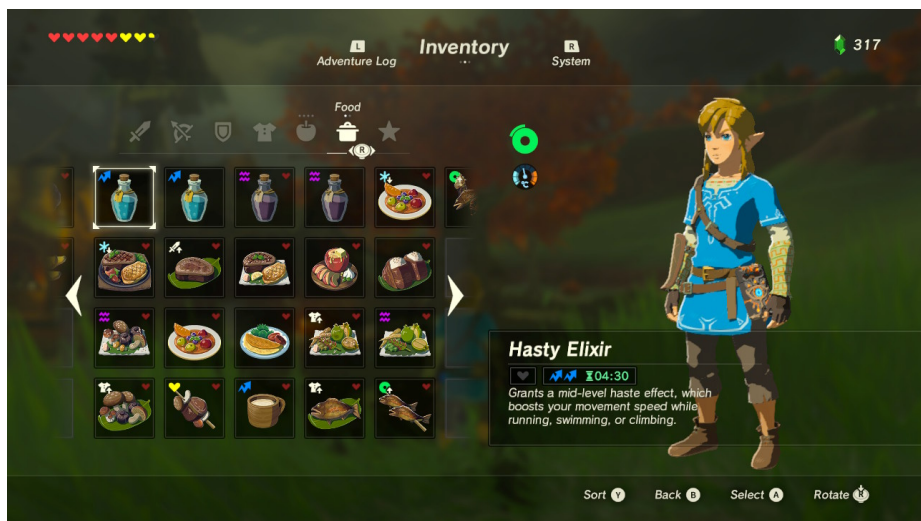 L
Adventure Log
Inventory
R
System
317
Food
R
°C
Hasty Elixir
04:30
Grants a mid-level haste effect, which
boosts your movement speed while
running, swimming, or climbing.
Sort Y
Back B
Select A
Rotate R